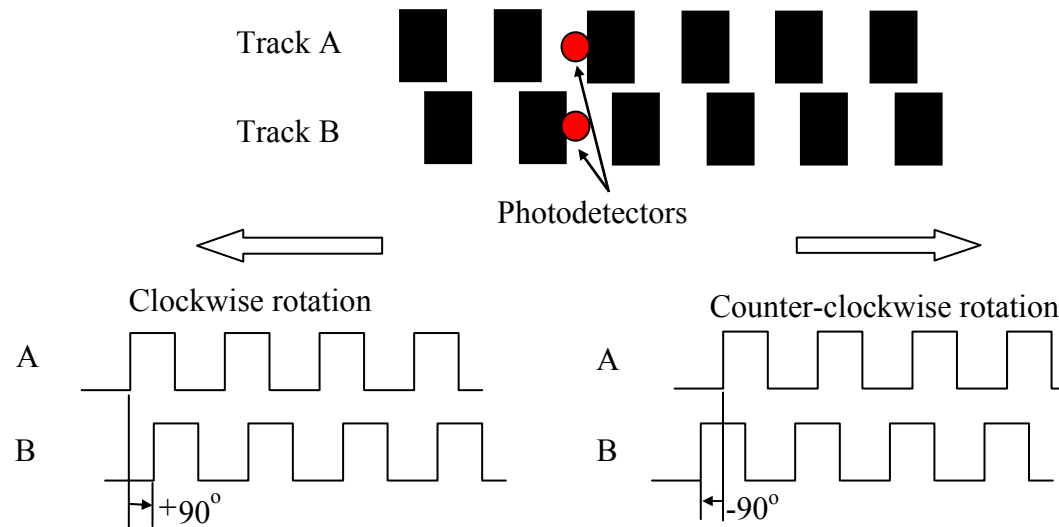 Track A
Track B
Photodetectors
Clockwise rotation
Counter-clockwise rotation
A
A
B
B
+90°
-90°